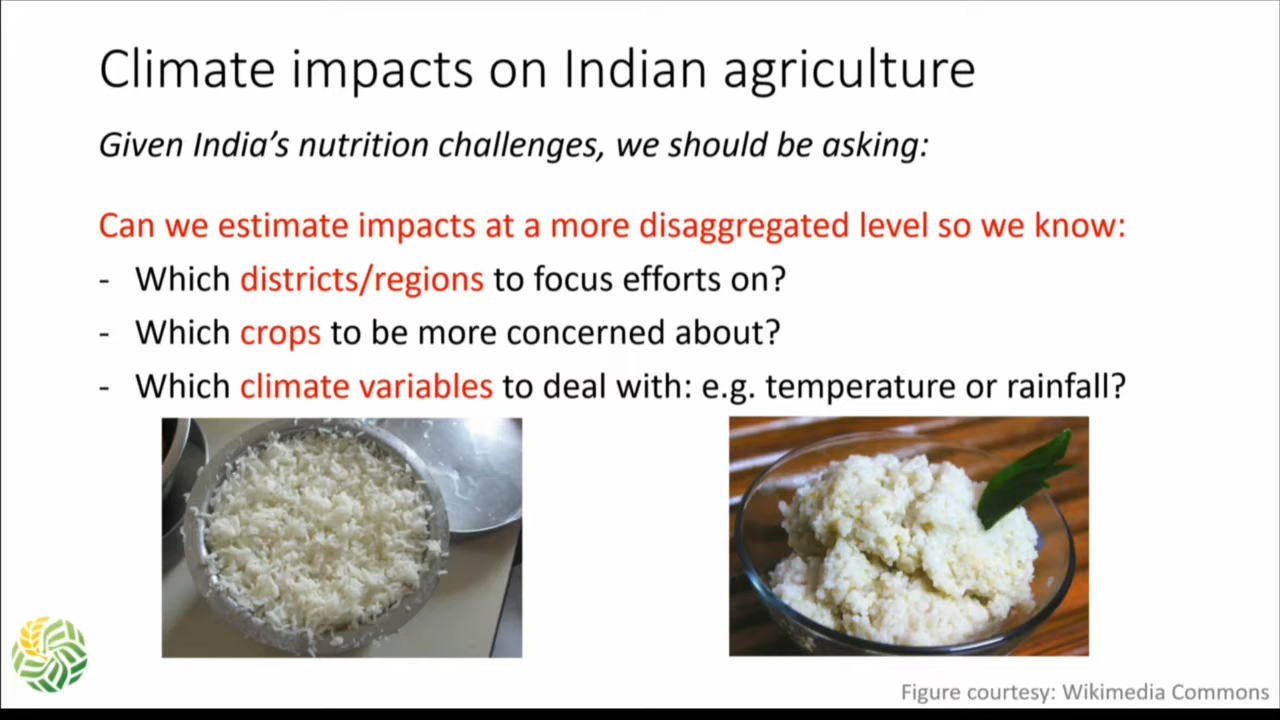 Climate impacts on Indian agriculture
Given India's nutrition challenges, we should be asking:
Can we estimate impacts at a more disaggregated level so we know:
- Which districts/regions to focus efforts on?
- Which crops to be more concerned about?
- Which climate variables to deal with: e.g. temperature or rainfall?
Figure courtesy: Wikimedia Commons